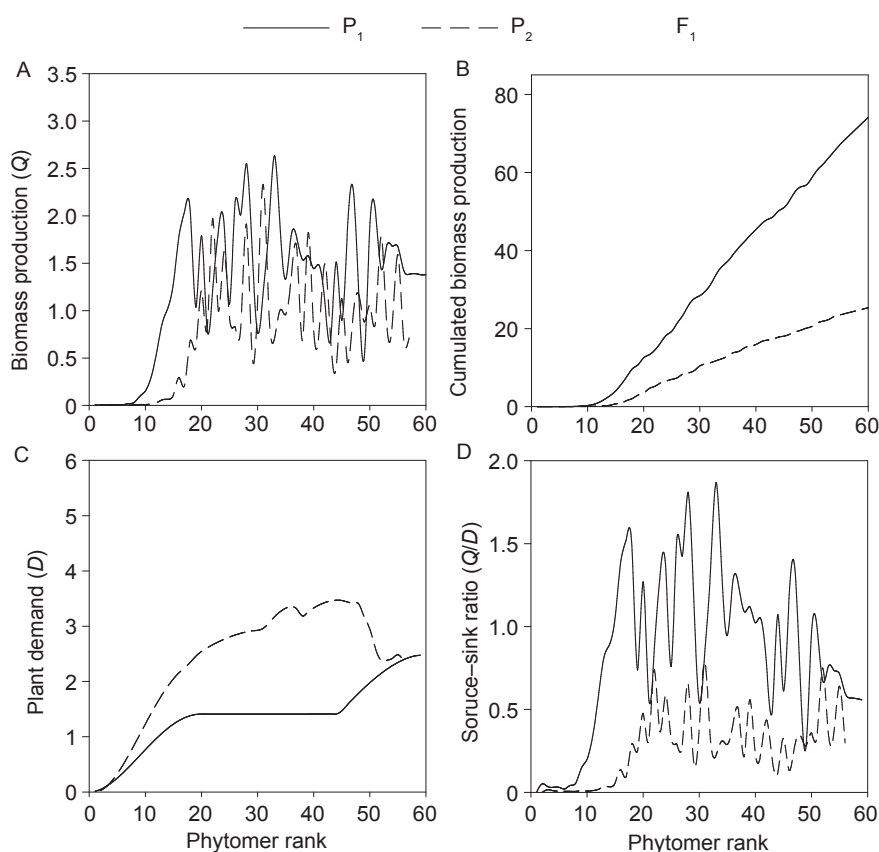 P1 P2 F1
A
B
3.5
3.0
2.5
2.0
1.5
1.0
0.5
0
Biomass production (Q)
0 10 20 30 40 50 60
80
60
40
20
0
Cumulated biomass production
0 10 20 30 40 50 60
C
D
6
5
4
3
2
1
0
Plant demand (D)
0 10 20 30 40 50 60
Phytomer rank
2.0
1.5
1.0
0.5
0
Soruce–sink ratio (Q/D)
0 10 20 30 40 50 60
Phytomer rank